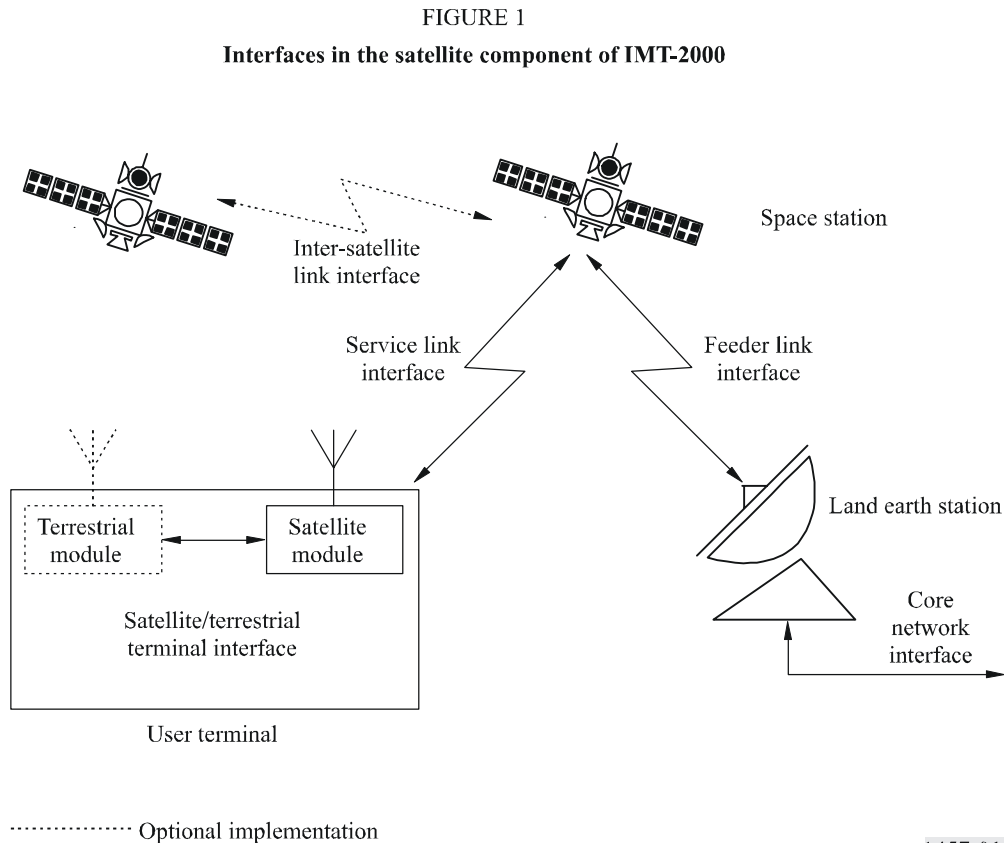 FIGURE 1
Interfaces in the satellite component of IMT-2000
Space station
Inter-satellite
link interface
Service link
interface
Feeder link
interface
Terrestrial
module
Satellite
module
Land earth station
Satellite/terrestrial
terminal interface
Core
network
interface
User terminal
Optional implementation